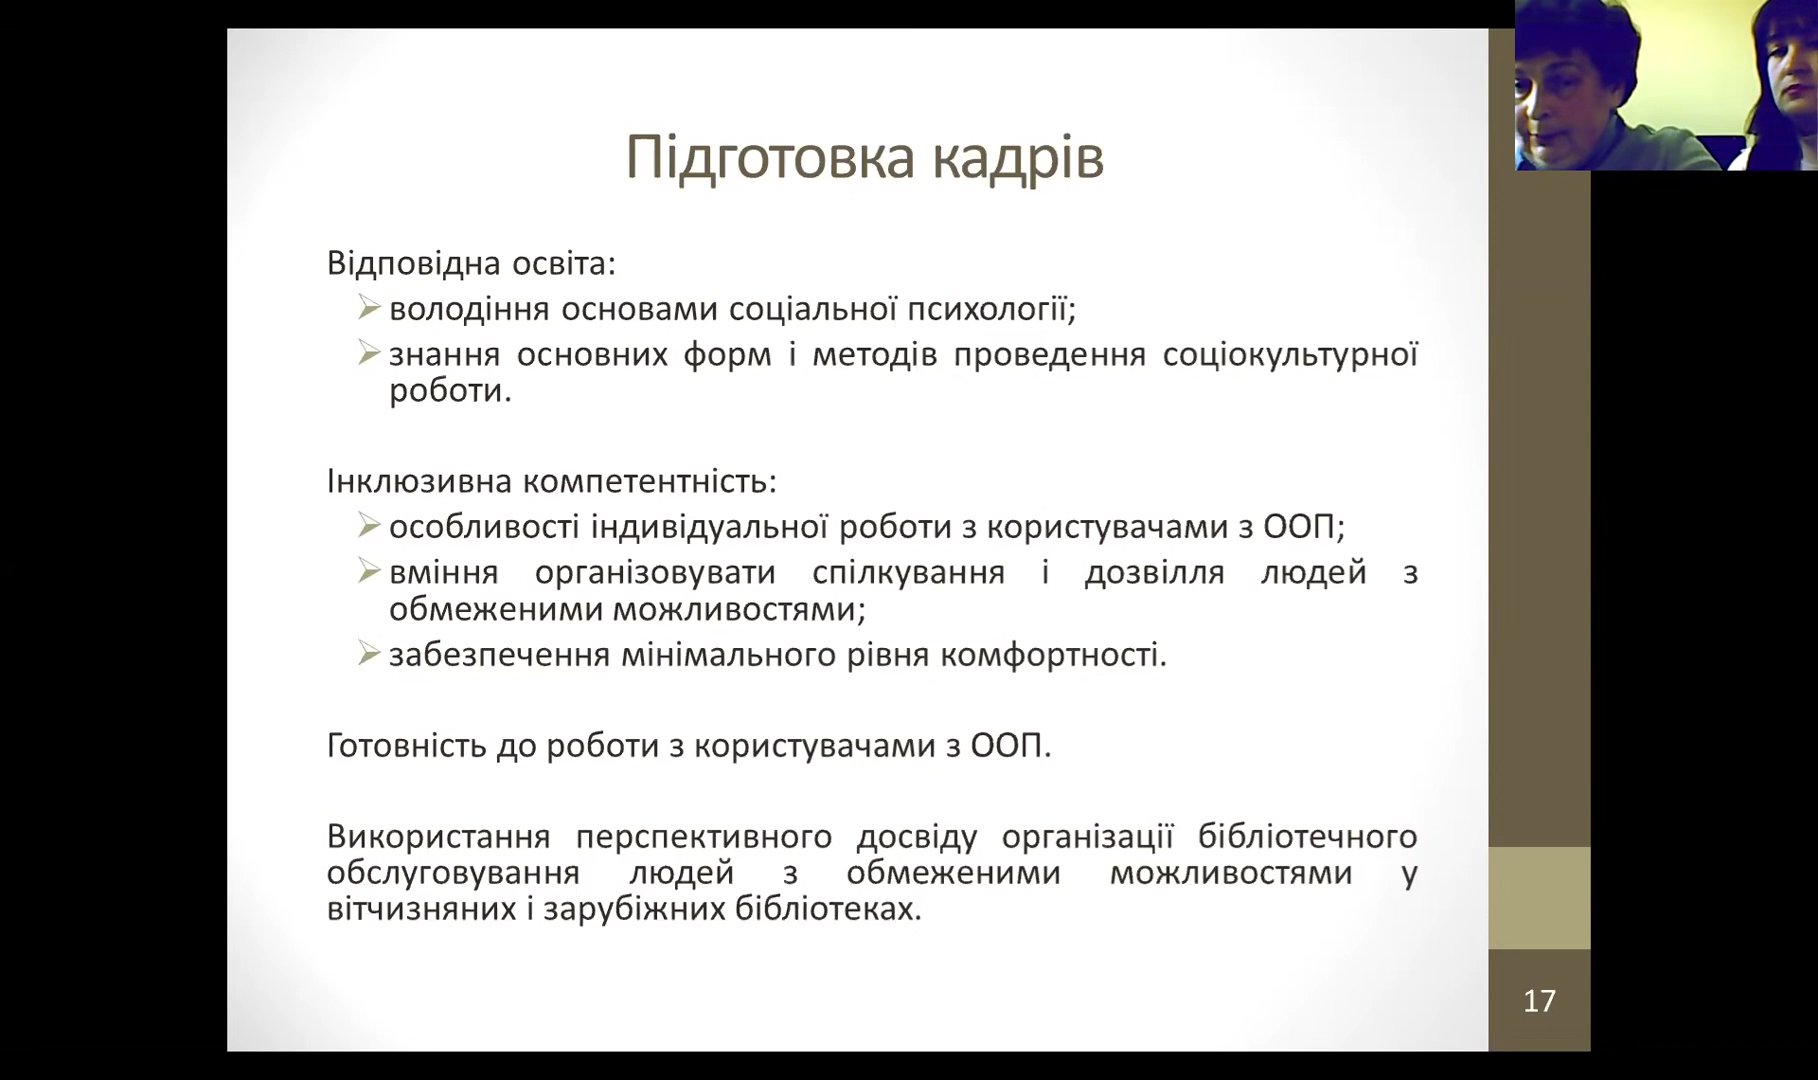 Підготовка кадрів
Відповідна освіта:
володіння основами соціальної психології;
знання основних форм і методів проведення соціокультурної
роботи.
Інклюзивна компетентність:
особливості індивідуальної роботи з користувачами з ООП;
вміння організовувати спілкування і дозвілля людей з
обмеженими можливостями;
забезпечення мінімального рівня комфортності.
Готовність до роботи з користувачами з ООП.
Використання перспективного досвіду організації бібліотечного
обслуговування людей з обмеженими можливостями у
вітчизняних і зарубіжних бібліотеках.
17